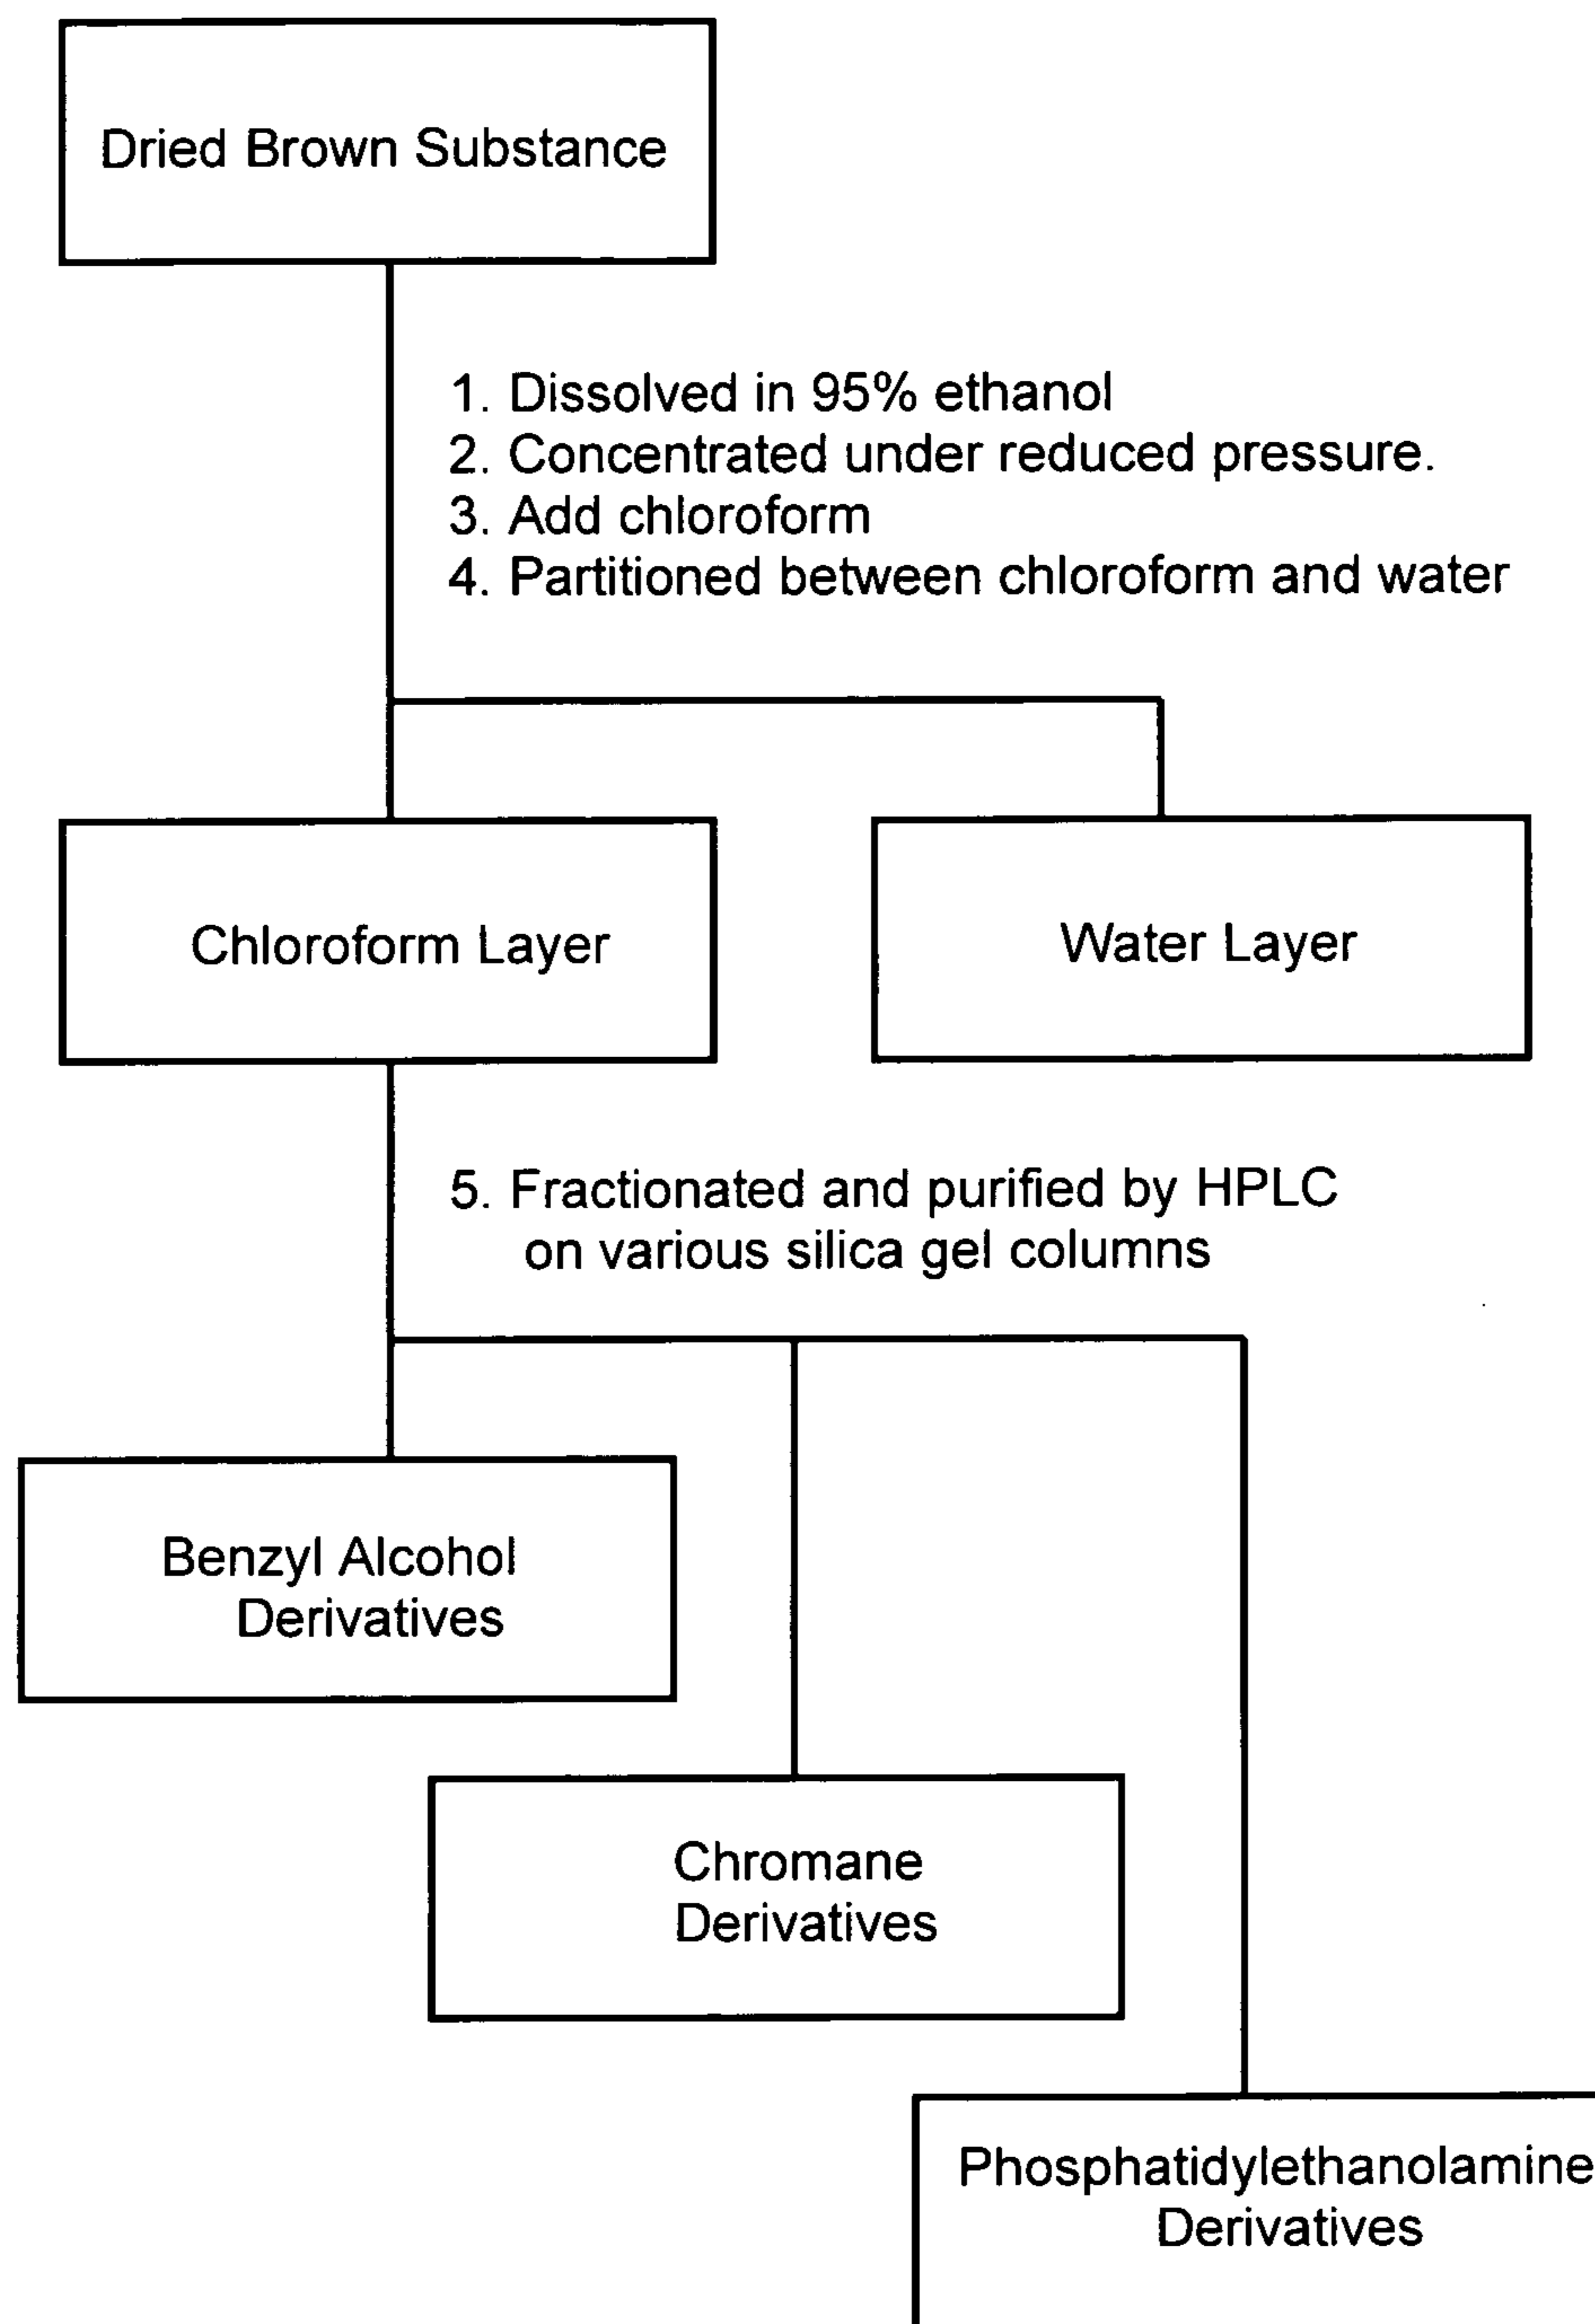 Dried Brown Substance
1. Dissolved in 95% ethanol
2. Concentrated under reduced pressure.
3. Add chloroform
4. Partitioned between chloroform and water
Chloroform Layer
Water Layer
5. Fractionated and purified by HPLC
on various silica gel columns
Benzyl Alcohol
Derivatives
Chromane
Derivatives
Phosphatidylethanolamine
Derivatives